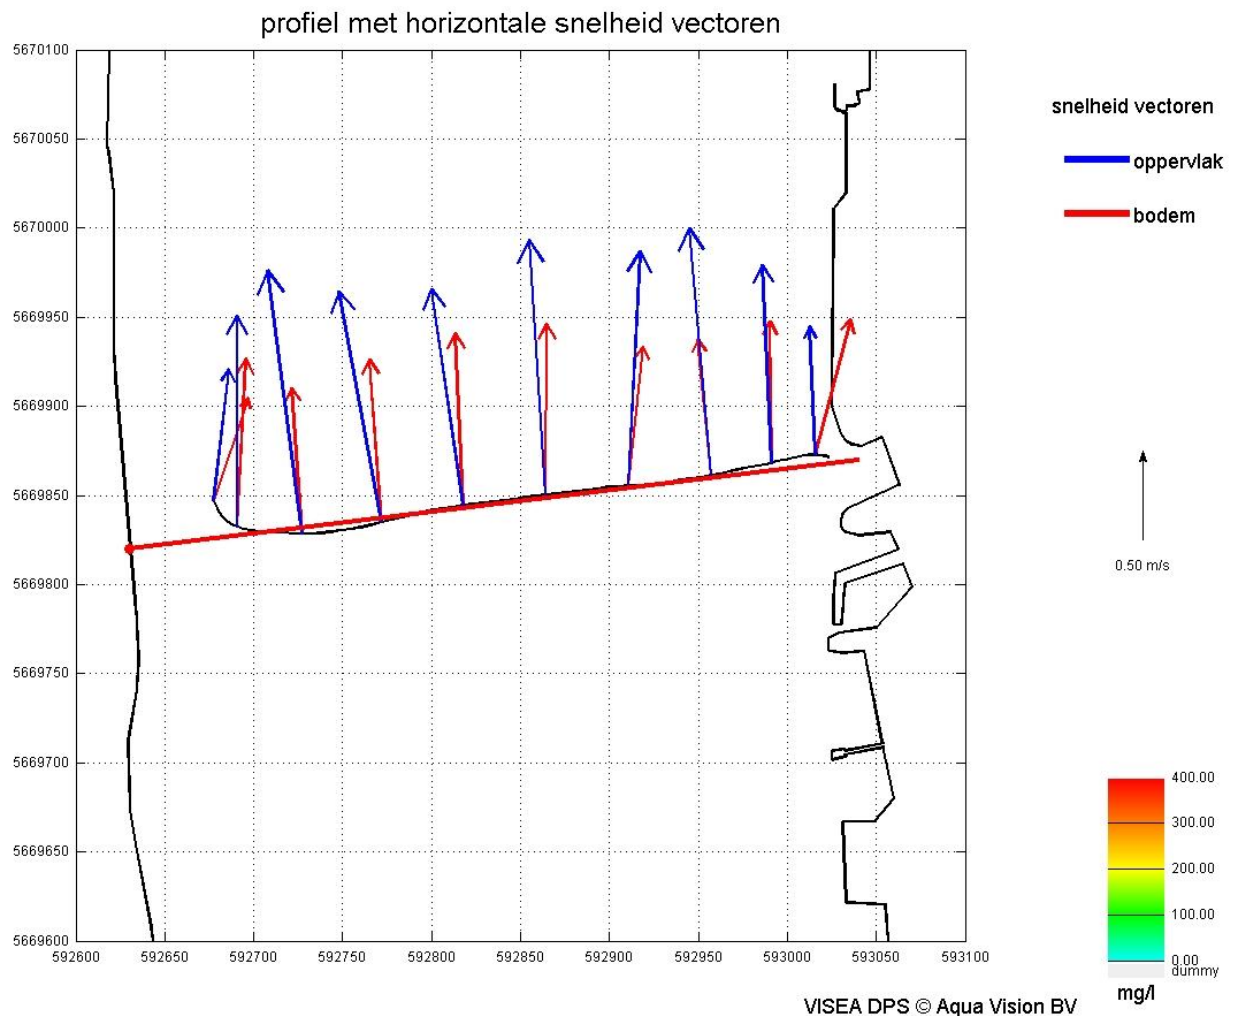 profiel met horizontale snelheid vectoren
5670100
5670050
5670000
5669950
5669900
5669850
5669800
5669750
5669700
5669650
5669600
592600 592650 592700 592750 592800 592850 592900 592950 593000 593050 593100
snelheid vectoren
oppervlak
bodem
0.50 m/s
400.00
300.00
200.00
100.00
0.00
dummy
mg/l
VISEA DPS © Aqua Vision BV